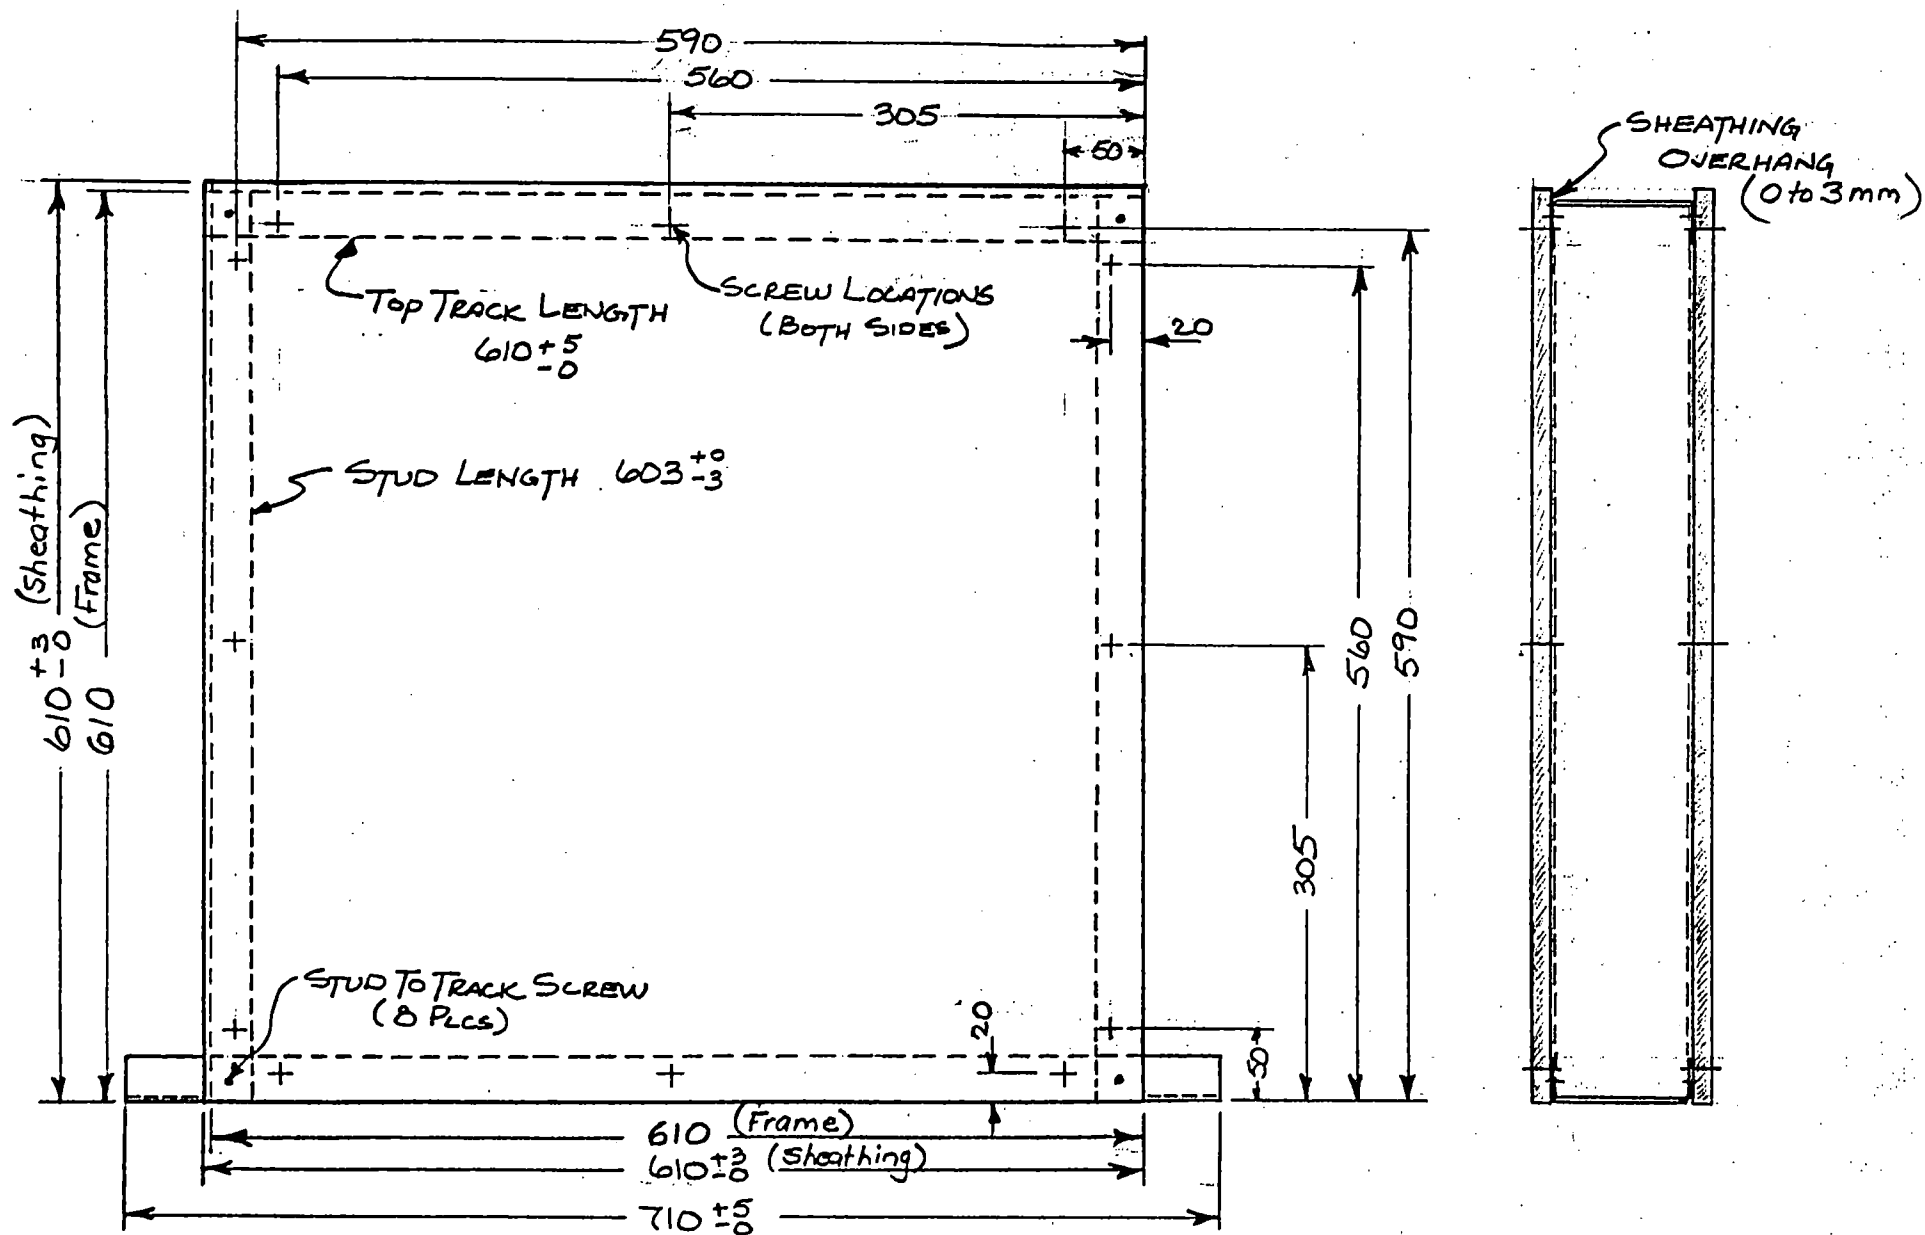 590
560
305
50
SHEATHING
OVERHANG
(0 to 3mm)
TOP TRACK LENGTH
610 +5 -0
SCREW LOCATIONS
(BOTH SIDES)
20
STUD LENGTH 603 +0 -3
610 +3 -0 (Sheathing)
610 (Frame)
560
590
305
STUD TO TRACK SCREW
(8 PLCS)
20
50
610 (Frame)
610 +3 -0 (Sheathing)
710 +5 -0